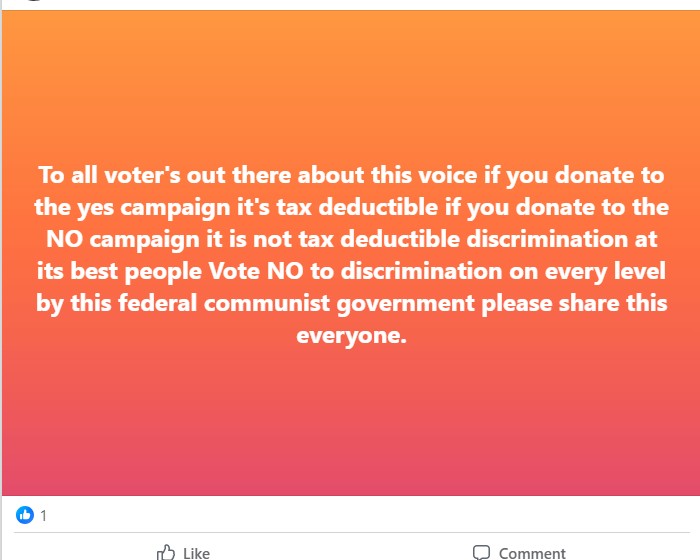 To all voter's out there about this voice if you donate to
the yes campaign it's tax deductible if you donate to the
NO campaign it is not tax deductible discrimination at
its best people Vote NO to discrimination on every level
by this federal communist government please share this
everyone.
1
Like
Comment